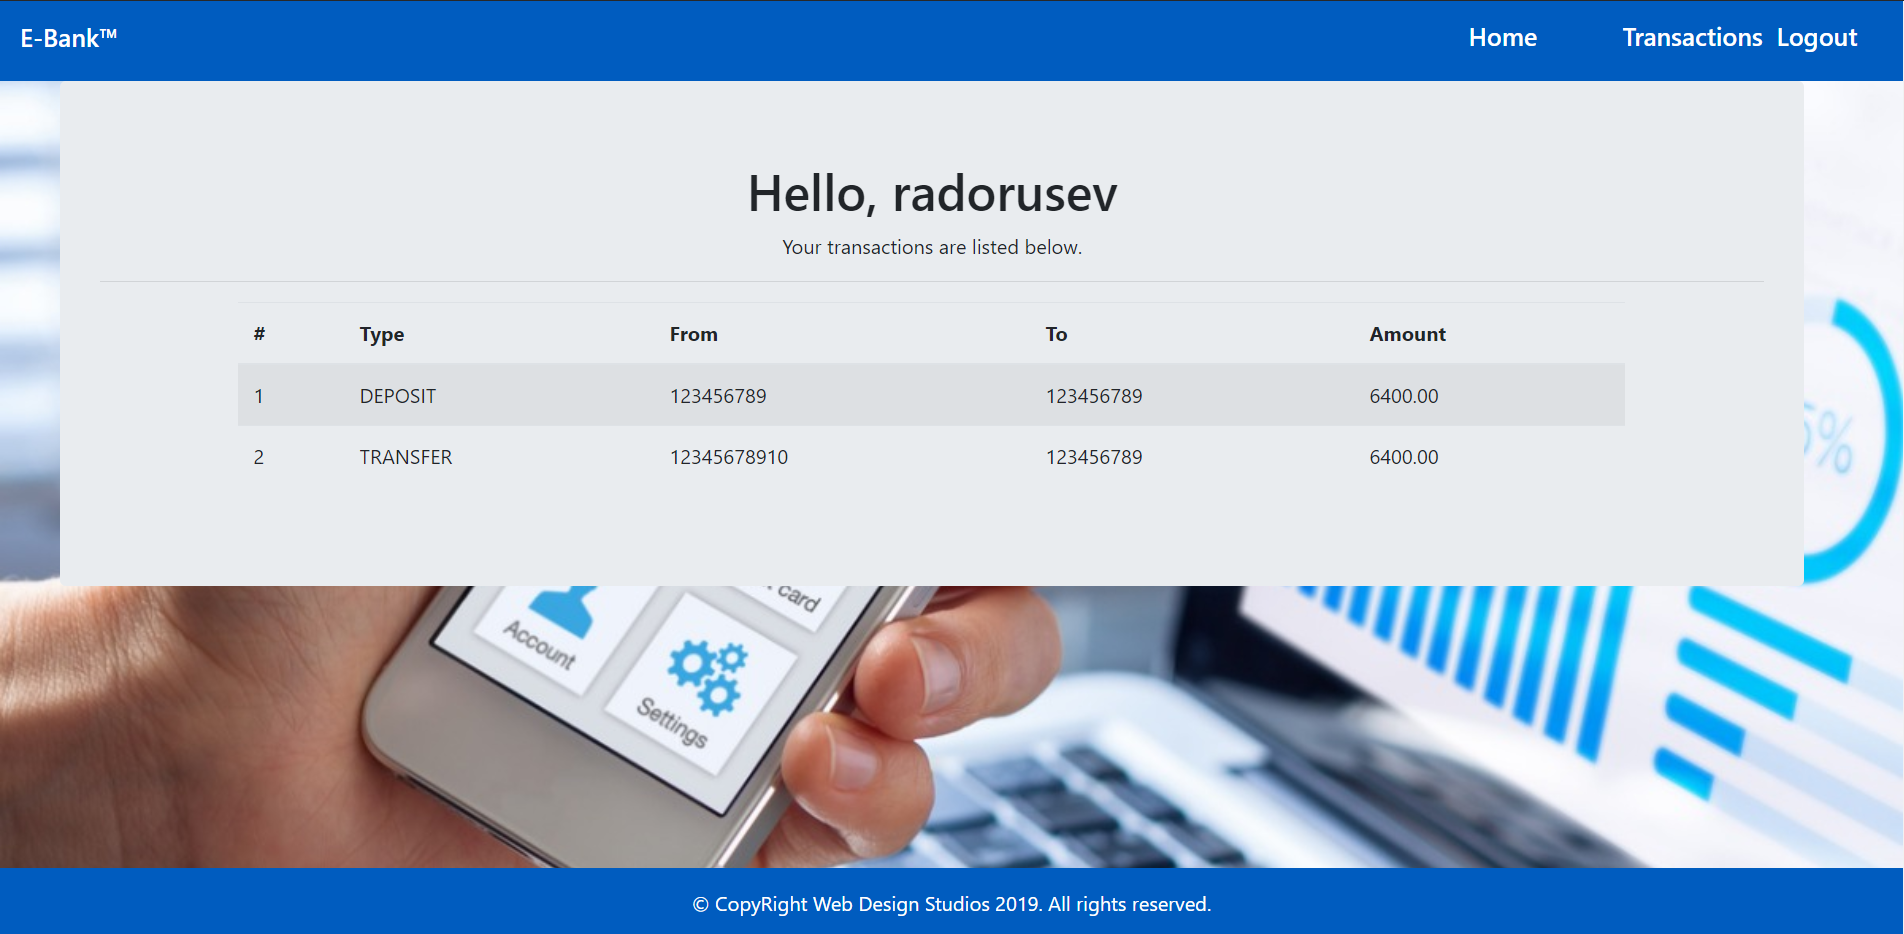 E-Bank™ Home Transactions Logout
Hello, radorusev
Your transactions are listed below.
# Type From To Amount
1 DEPOSIT 123456789 123456789 6400.00
2 TRANSFER 12345678910 123456789 6400.00
%
card
Account
Settings
© CopyRight Web Design Studios 2019. All rights reserved.